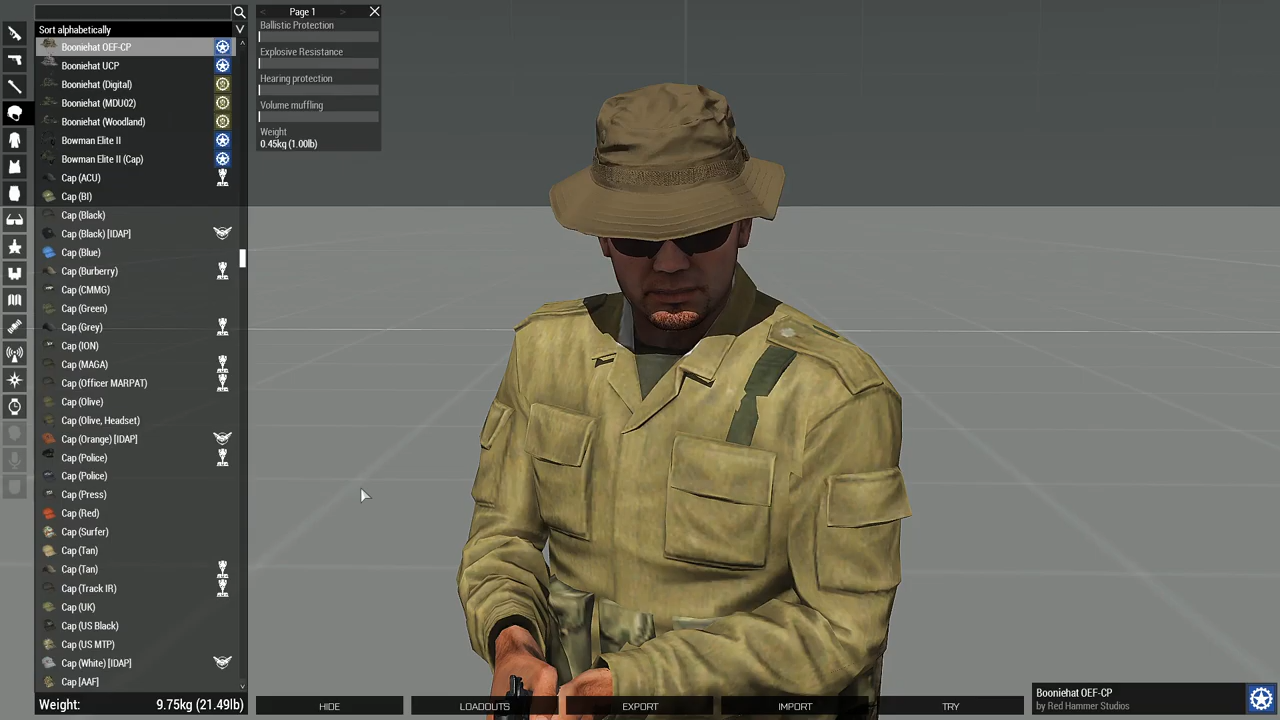 < Page 1 >
Sort alphabetically
Ballistic Protection
Explosive Resistance
Hearing protection
Volume muffling
Weight
0.45kg (1.00lb)
Booniehat OEF-CP
Booniehat UCP
Booniehat (Digital)
Booniehat (MDU02)
Booniehat (Woodland)
Bowman Elite II
Bowman Elite II (Cap)
Cap (ACU)
Cap (BI)
Cap (Black)
Cap (Black) [IDAP]
Cap (Blue)
Cap (Burberry)
Cap (CMMG)
Cap (Green)
Cap (Grey)
Cap (ION)
Cap (MAGA)
Cap (Officer MARPAT)
Cap (Olive)
Cap (Olive, Headset)
Cap (Orange) [IDAP]
Cap (Police)
Cap (Police)
Cap (Press)
Cap (Red)
Cap (Surfer)
Cap (Tan)
Cap (Tan)
Cap (Track IR)
Cap (UK)
Cap (US Black)
Cap (US MTP)
Cap (White) [IDAP]
Cap [AAF]
Weight: 9.75kg (21.49lb)
HIDE LOADOUTS EXPORT IMPORT TRY
Booniehat OEF-CP
by Red Hammer Studios